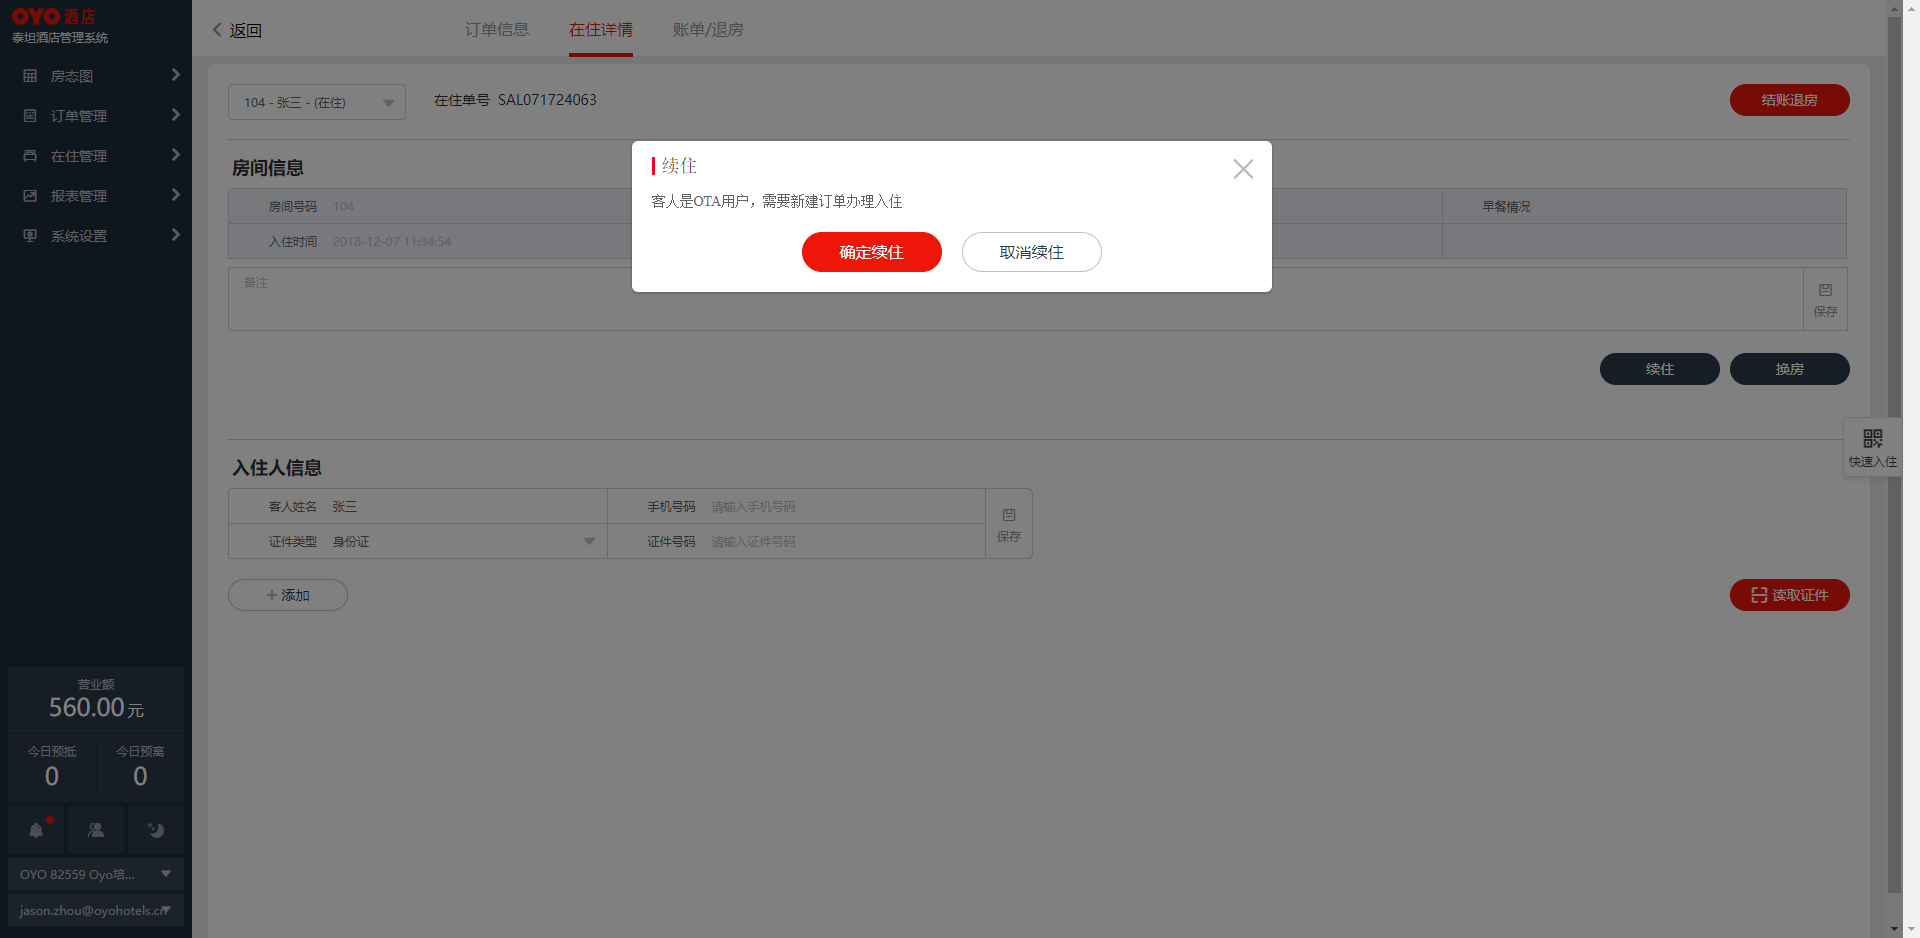 OYO 酒店
泰坦酒店管理系统
房态图
订单管理
在住管理
报表管理
系统设置
营业额
560.00元
今日预抵 今日预离
0 0
OYO 82559 Oyo培...
jason.zhou@oyohotels.cn
返回 订单信息 在住详情 账单/退房
104 - 张三 - (在住) 在住单号 SAL071724063 结账退房
续住
客人是OTA用户，需要新建订单办理入住
确定续住 取消续住
房间信息
房间号码 104 早餐情况
入住时间 2018-12-07 11:34:54
备注
保存
续住 换房
快速入住
入住人信息
客人姓名 张三 手机号码 请输入手机号码
证件类型 身份证 证件号码 请输入证件号码
保存
添加 读取证件